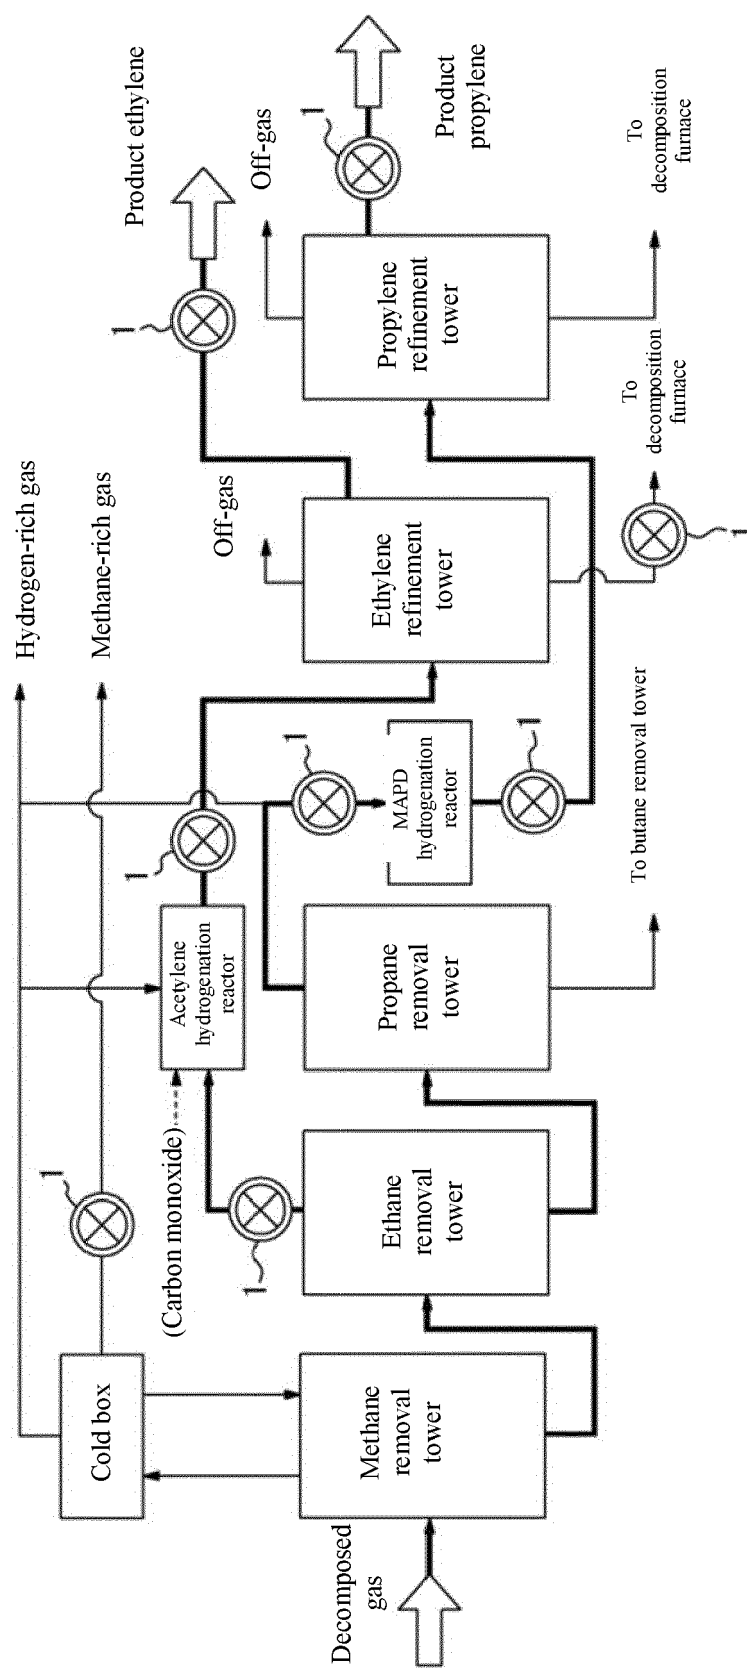 Hydrogen-rich gas
Methane-rich gas
Product ethylene
Product
propylene
Off-gas
Off-gas
Cold box
1
1
1
1
1
1
1
1
(Carbon monoxide)
Acetylene
hydrogenation
reactor
MAPD
hydrogenation
reactor
Decomposed
gas
Methane
removal
tower
Ethane
removal
tower
Propane
removal
tower
Ethylene
refinement
tower
Propylene
refinement
tower
To butane removal tower
To
decomposition
furnace
To
decomposition
furnace